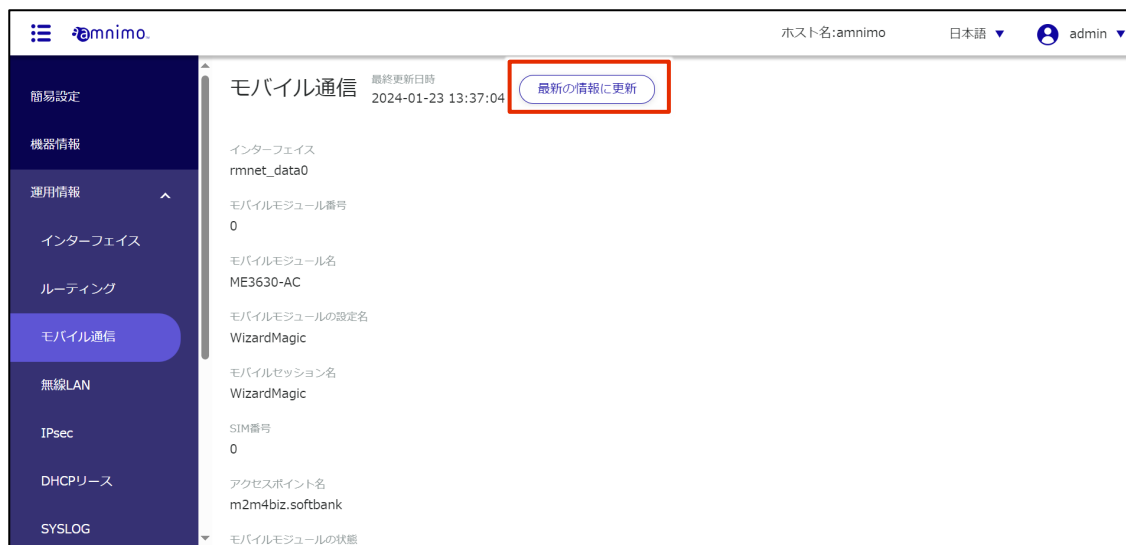 amnimo
ホスト名:amnimo
日本語 ▼
admin ▼
簡易設定
機器情報
運用情報
インターフェイス
ルーティング
モバイル通信
無線LAN
IPsec
DHCPリース
SYSLOG
モバイル通信
最終更新日時
2024-01-23 13:37:04
最新の情報に更新
インターフェイス
rmnet_data0
モバイルモジュール番号
0
モバイルモジュール名
ME3630-AC
モバイルモジュールの設定名
WizardMagic
モバイルセッション名
WizardMagic
SIM番号
0
アクセスポイント名
m2m4biz.softbank
モバイルモジュールの状態